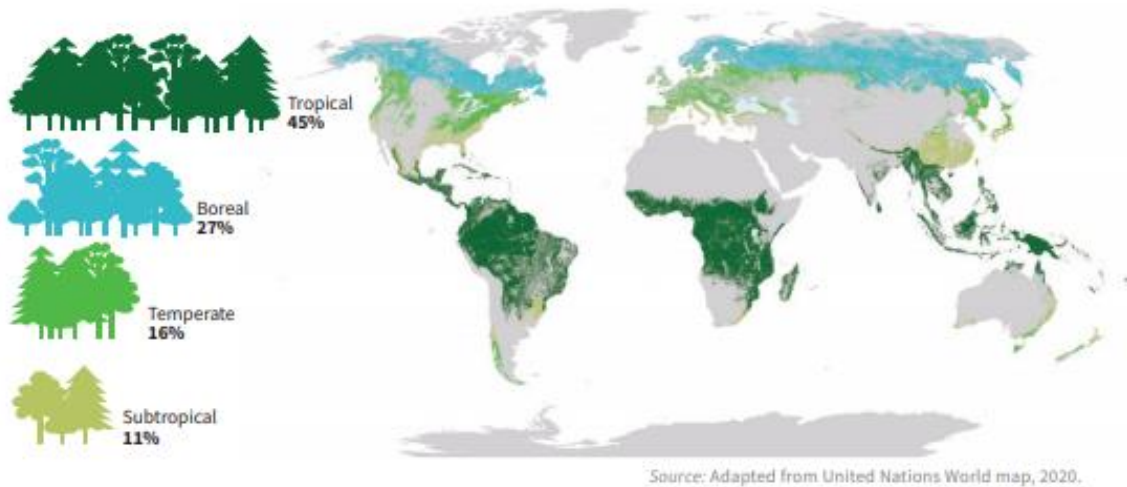 Tropical
45%
Boreal
27%
Temperate
16%
Subtropical
11%
Source: Adapted from United Nations World map, 2020.